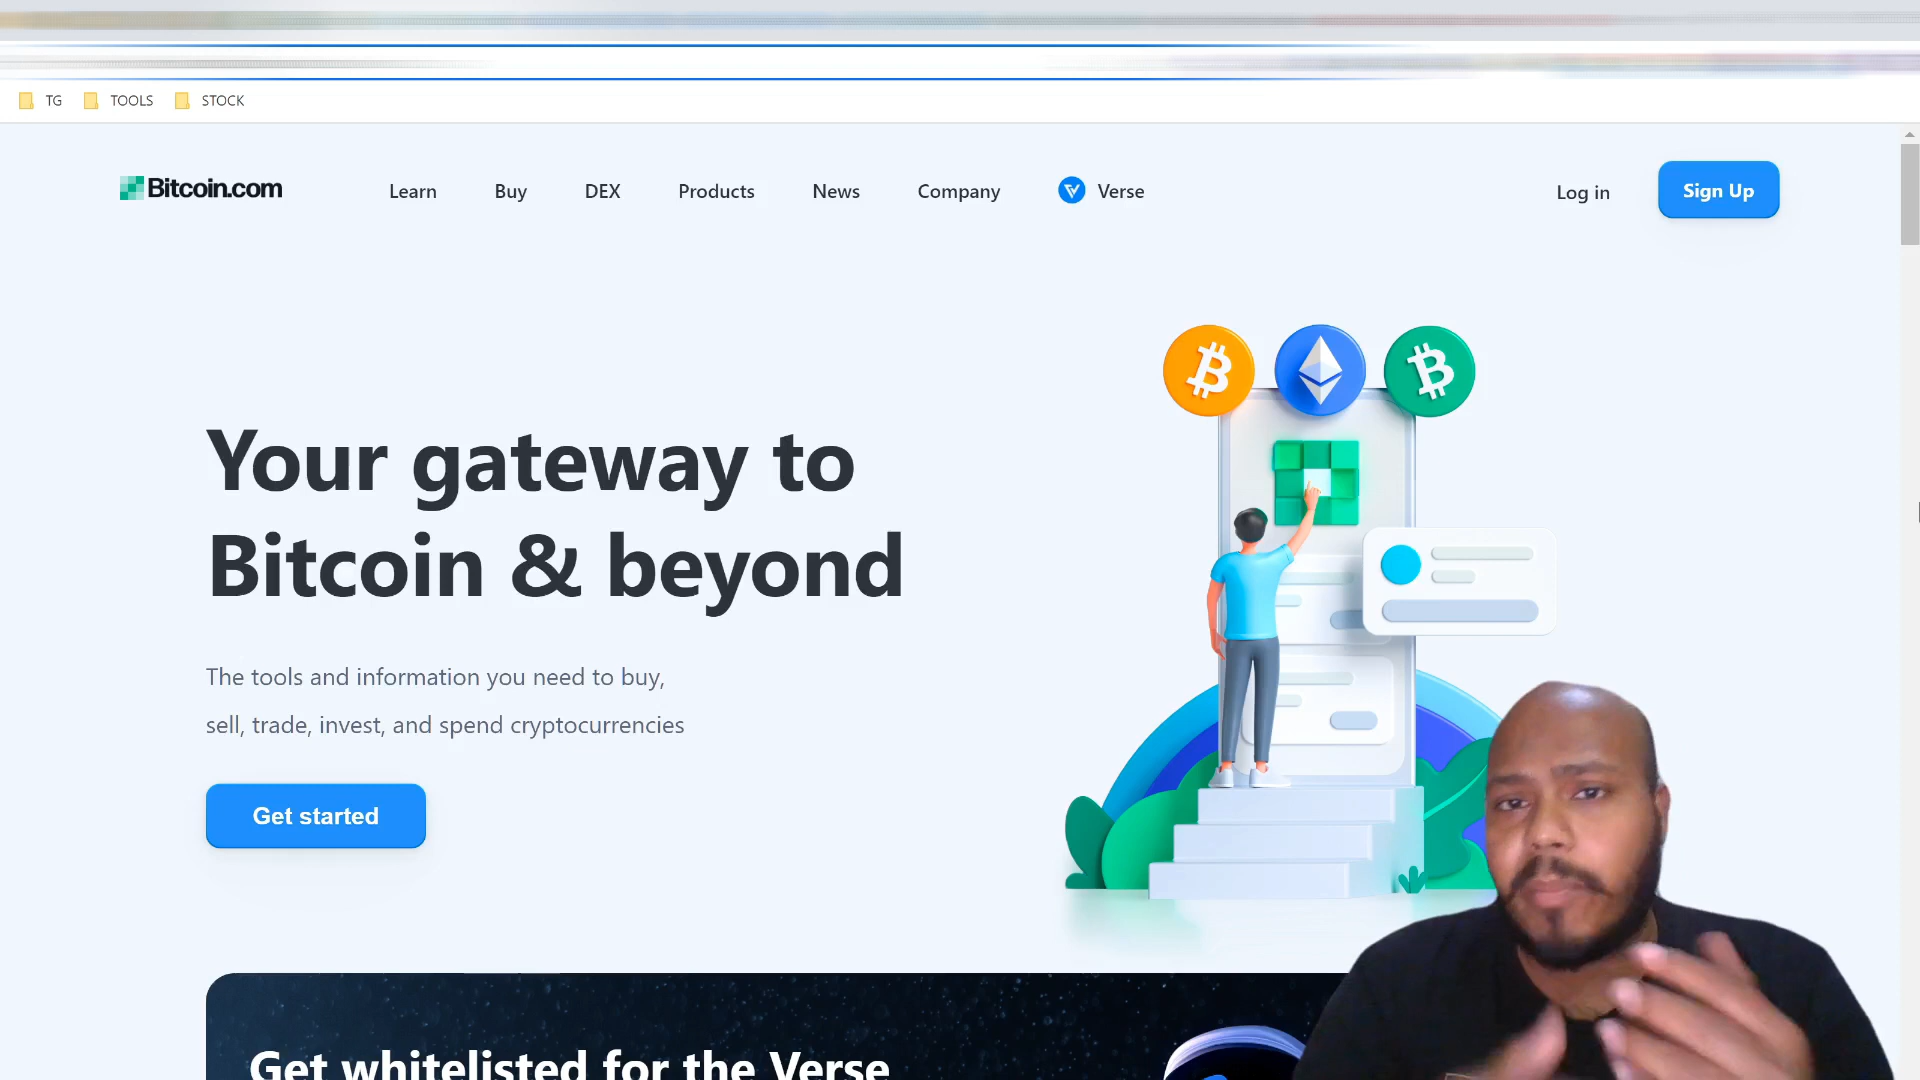 TG TOOLS STOCK
Bitcoin.com Learn Buy DEX Products News Company Verse Log in Sign Up
Your gateway to
Bitcoin & beyond
The tools and information you need to buy,
sell, trade, invest, and spend cryptocurrencies
Get started
Get whitelisted for the Verse